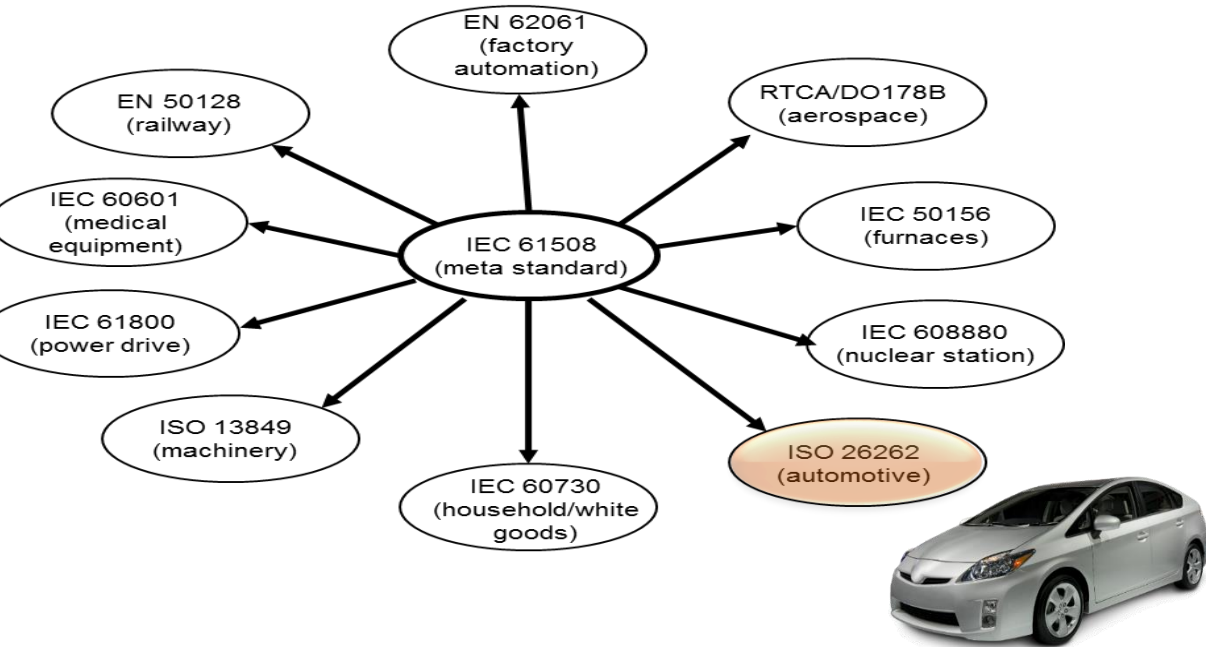 EN 62061
(factory
automation)
EN 50128
(railway)
RTCA/DO178B
(aerospace)
IEC 60601
(medical
equipment)
IEC 50156
(furnaces)
IEC 61508
(meta standard)
IEC 61800
(power drive)
IEC 608880
(nuclear station)
ISO 13849
(machinery)
ISO 26262
(automotive)
IEC 60730
(household/white
goods)